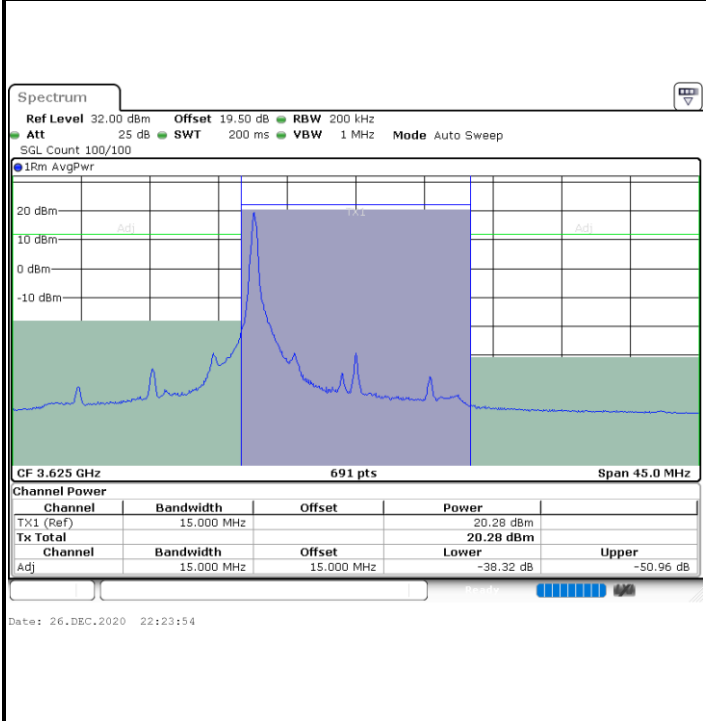 Spectrum
Ref Level 32.00 dBm Offset 19.50 dB RBW 200 kHz
Att 25 dB SWT 200 ms VBW 1 MHz Mode Auto Sweep
SGL Count 100/100
1Rm AvgPwr
20 dBm
TX1
Adj
Adj
10 dBm
0 dBm
-10 dBm
CF 3.625 GHz 691 pts Span 45.0 MHz
Channel Power
Channel Bandwidth Offset Power
TX1 (Ref) 15.000 MHz 20.28 dBm
Tx Total 20.28 dBm
Channel Bandwidth Offset Lower Upper
Adj 15.000 MHz 15.000 MHz -38.32 dB -50.96 dB
Ready
Date: 26.DEC.2020 22:23:54